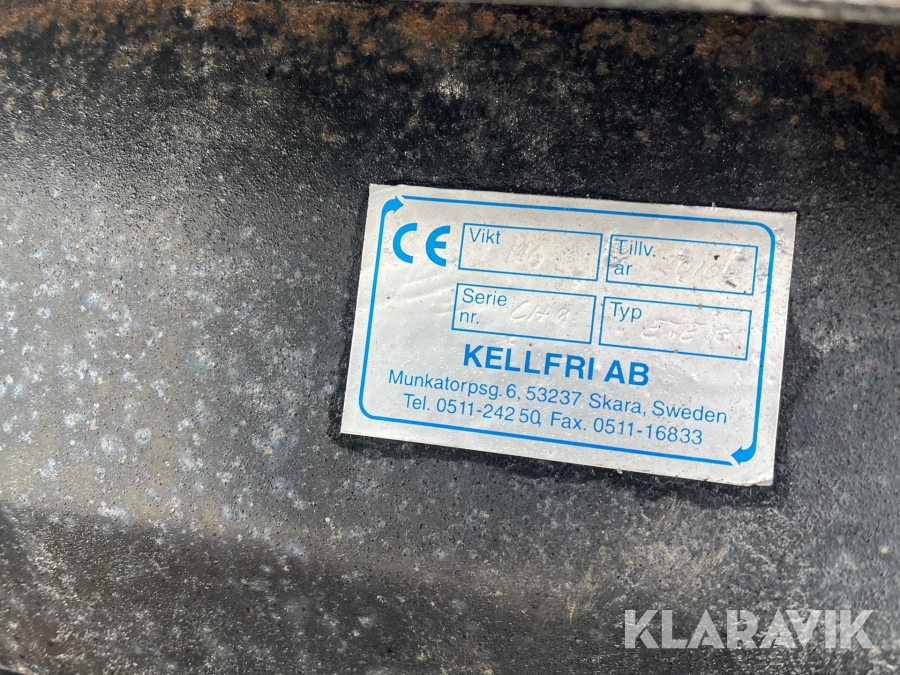 CE
Vikt
Tillv.
år
Serie
nr.
Typ
KELLFRI AB
Munkatorpsg. 6, 53237 Skara, Sweden
Tel. 0511-242 50, Fax. 0511-16833
KLARAVIK